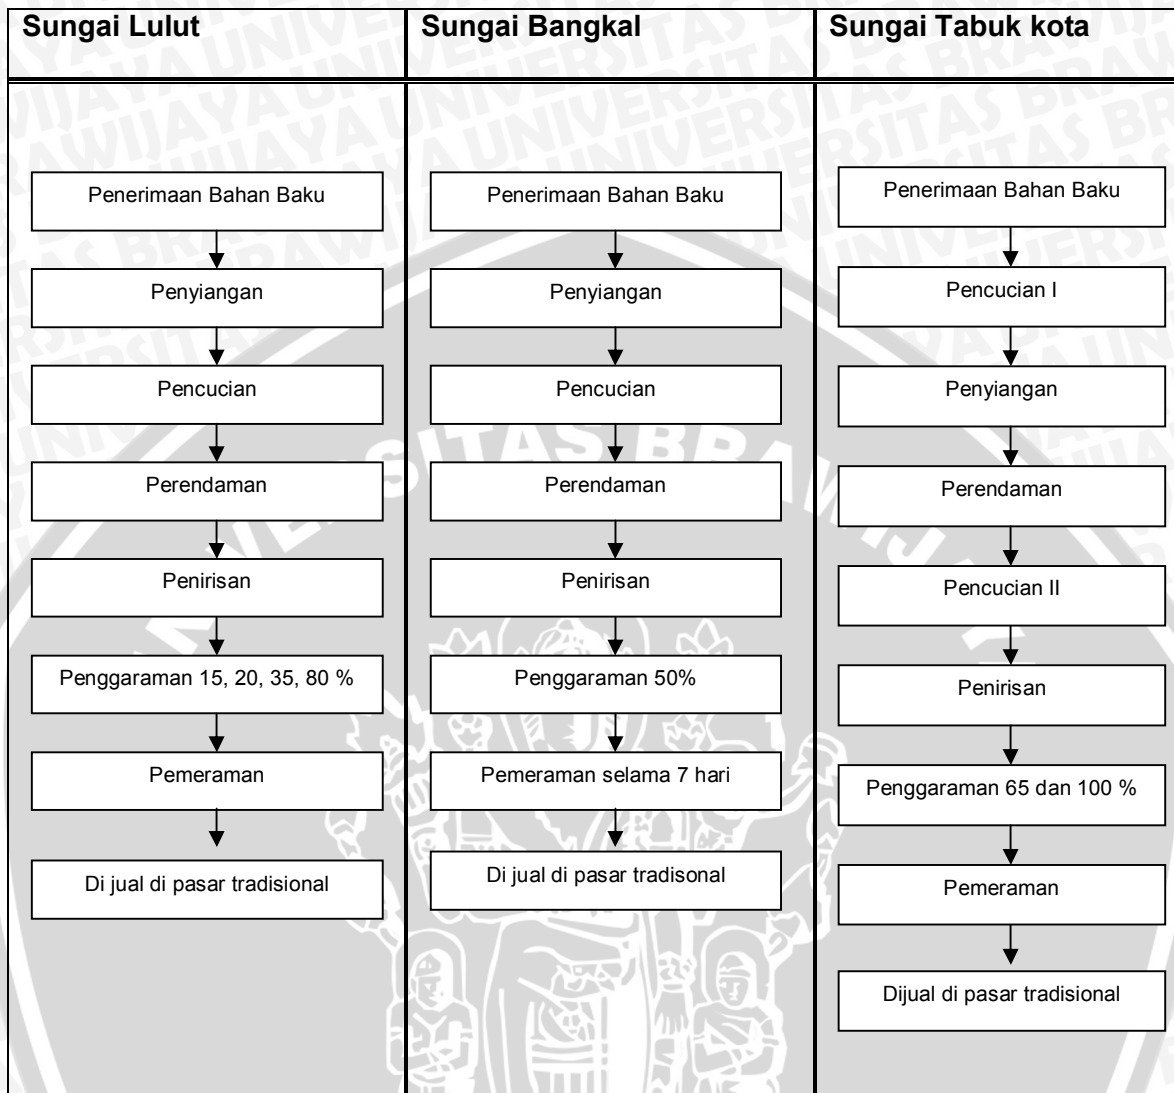 Sungai Lulut
Penerimaan Bahan Baku
Penyiangan
Pencucian
Perendaman
Penirisan
Penggaraman 15, 20, 35, 80 %
Pemeraman
Di jual di pasar tradisional
Sungai Bangkal
Penerimaan Bahan Baku
Penyiangan
Pencucian
Perendaman
Penirisan
Penggaraman 50%
Pemeraman selama 7 hari
Di jual di pasar tradisonal
Sungai Tabuk kota
Penerimaan Bahan Baku
Pencucian I
Penyiangan
Perendaman
Pencucian II
Penirisan
Penggaraman 65 dan 100 %
Pemeraman
Dijual di pasar tradisional